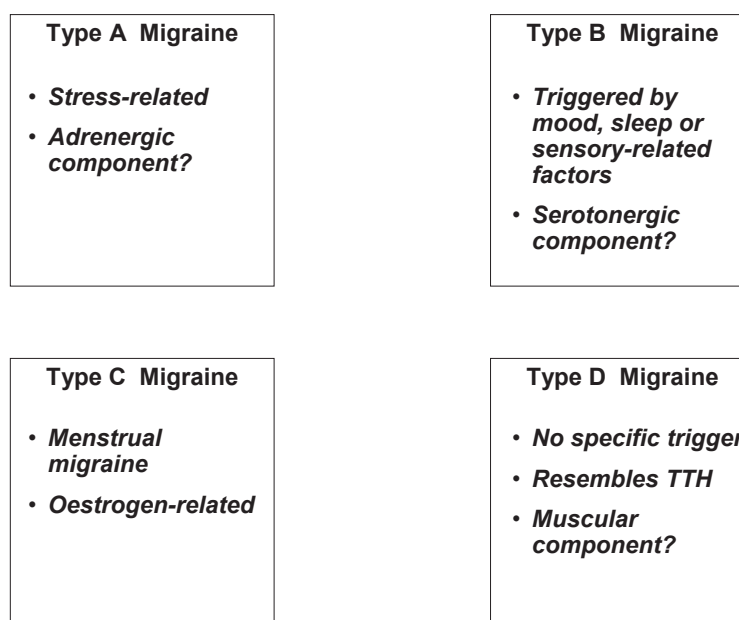 Type A Migraine
• Stress-related
• Adrenergic
component?
Type B Migraine
• Triggered by
mood, sleep or
sensory-related
factors
• Serotonergic
component?
Type C Migraine
• Menstrual
migraine
• Oestrogen-related
Type D Migraine
• No specific trigger
• Resembles TTH
• Muscular
component?